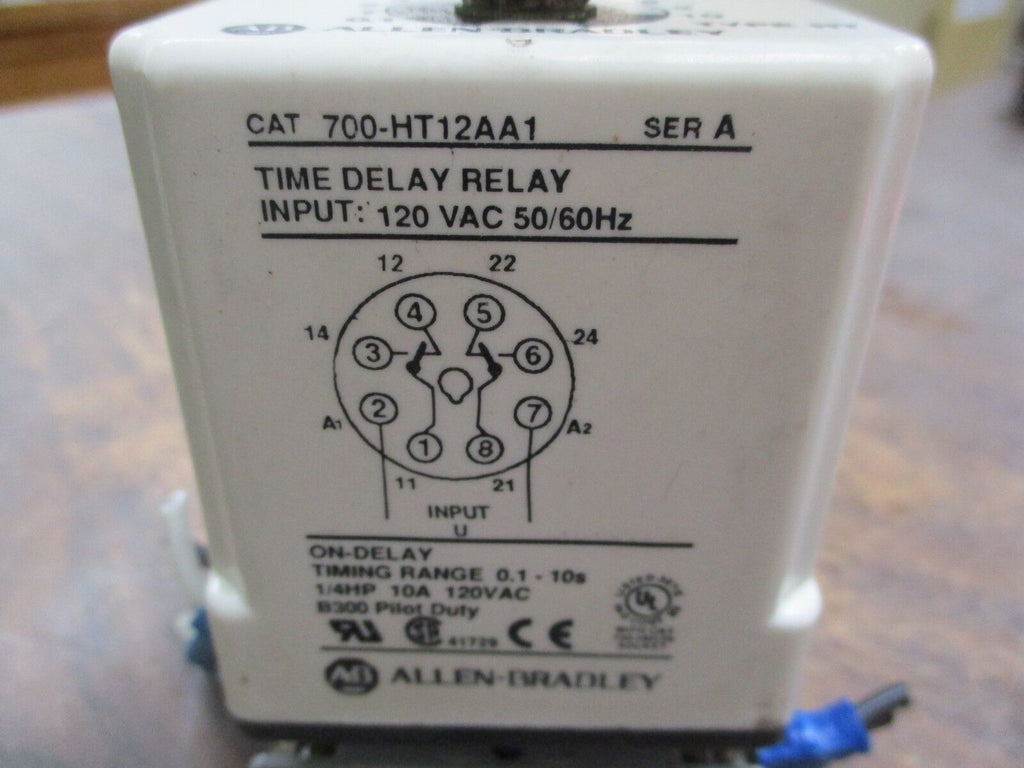 ALLEN-BRADLEY
CAT 700-HT12AA1 SER A
TIME DELAY RELAY
INPUT: 120 VAC 50/60Hz
12 22
4 5
14 24
3 6
2 7
A1 A2
1 8
11 21
INPUT
U
ON-DELAY
TIMING RANGE 0.1 - 10s
1/4HP 10A 120VAC
B300 Pilot Duty
UL
41729 CE
AB ALLEN-BRADLEY